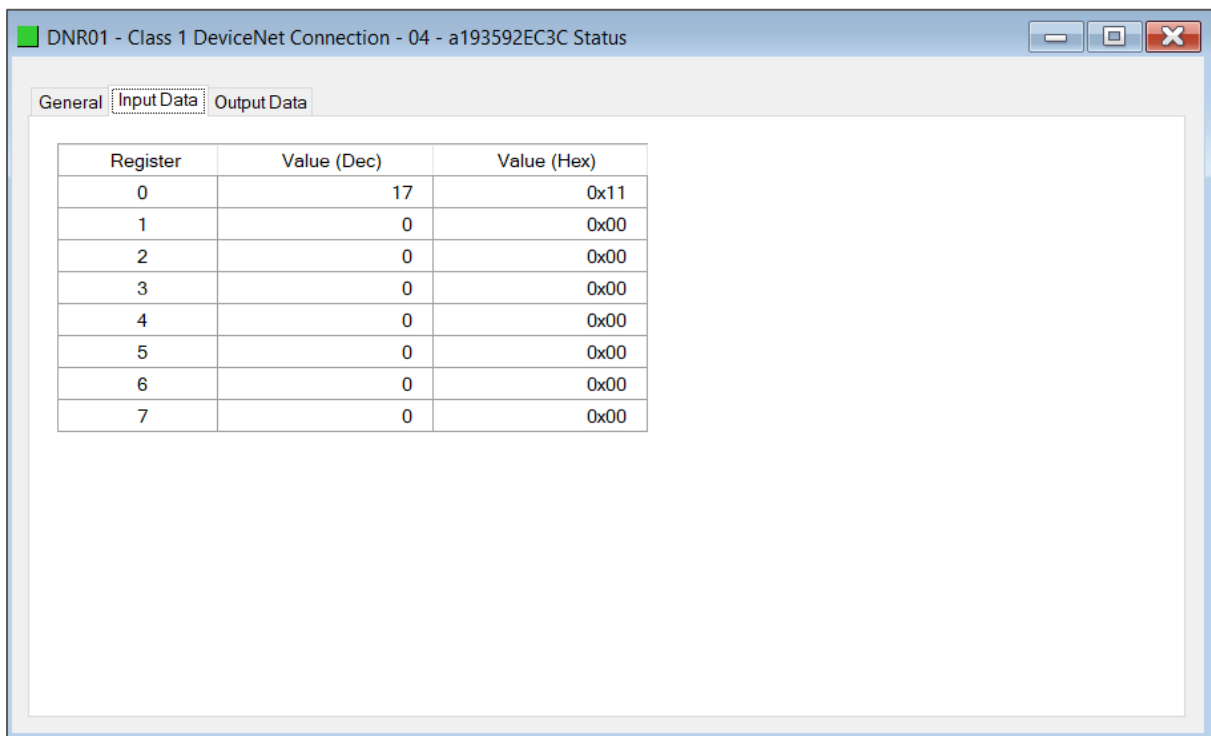 DNR01 - Class 1 DeviceNet Connection - 04 - a193592EC3C Status
General Input Data Output Data
Register Value (Dec) Value (Hex)
0 17 0x11
1 0 0x00
2 0 0x00
3 0 0x00
4 0 0x00
5 0 0x00
6 0 0x00
7 0 0x00